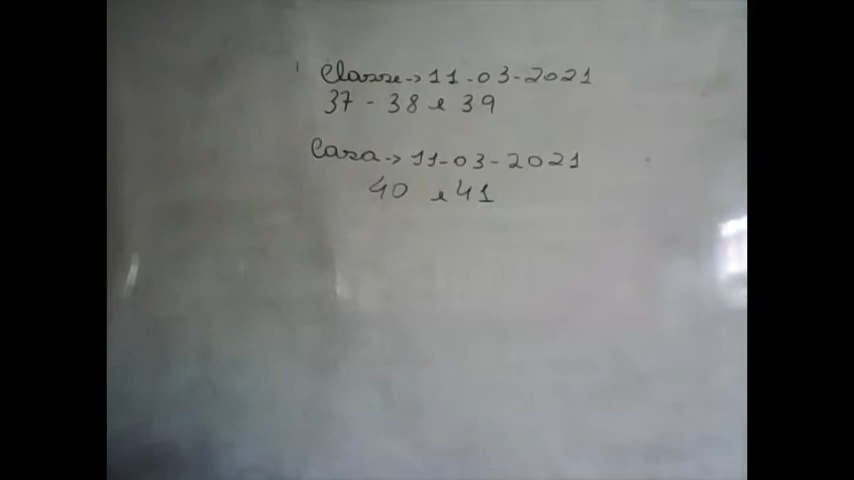 Classe → 11-03-2021
37 - 38 e 39
Casa → 11-03-2021
40 e 41